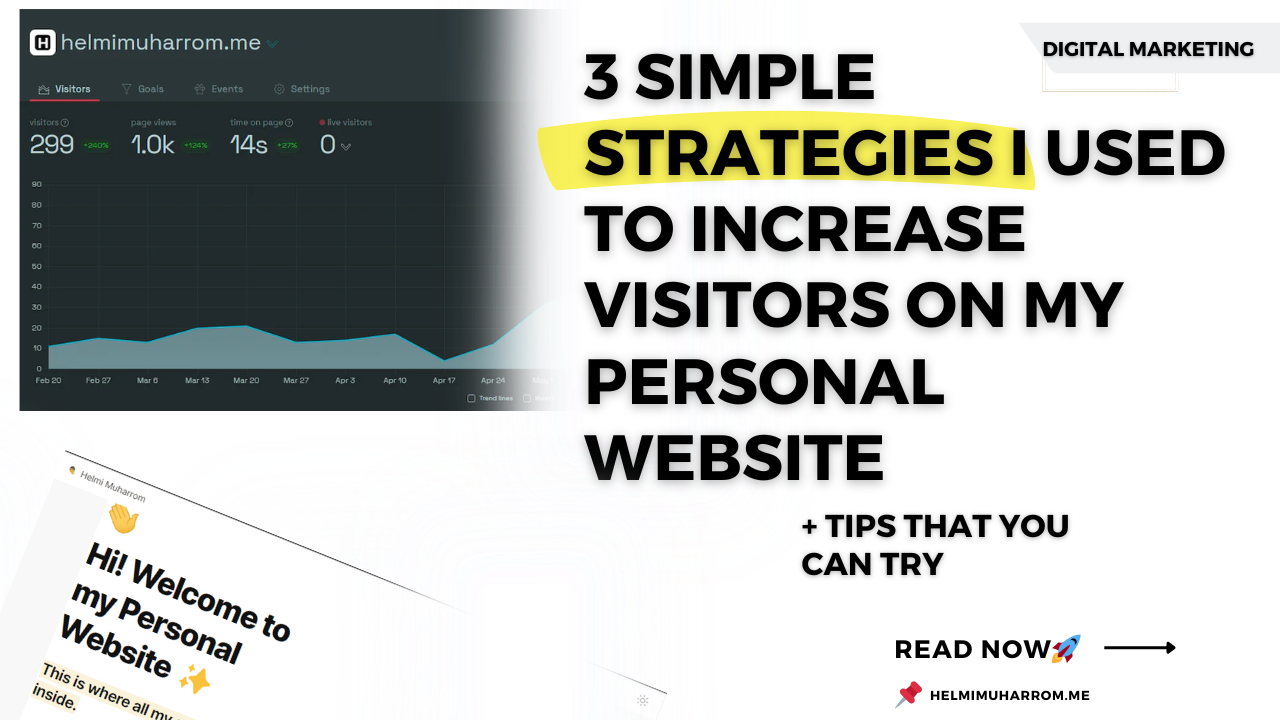 helmimuharrom.me
Visitors Goals Events Settings
visitors page views time on page live visitors
299 +240% 1.0k +124% 14s +27% 0
90
80
70
60
50
40
30
20
10
0
Feb 20 Feb 27 Mar 6 Mar 13 Mar 20 Mar 27 Apr 3 Apr 10 Apr 17 Apr 24
Trend lines
DIGITAL MARKETING
3 SIMPLE
STRATEGIES I USED
TO INCREASE
VISITORS ON MY
PERSONAL
WEBSITE
+ TIPS THAT YOU
CAN TRY
READ NOW🚀
📌 HELMIMUHARROM.ME
Helmi Muharrom
👋
Hi! Welcome to
my Personal
Website ✨
This is where all my
inside.